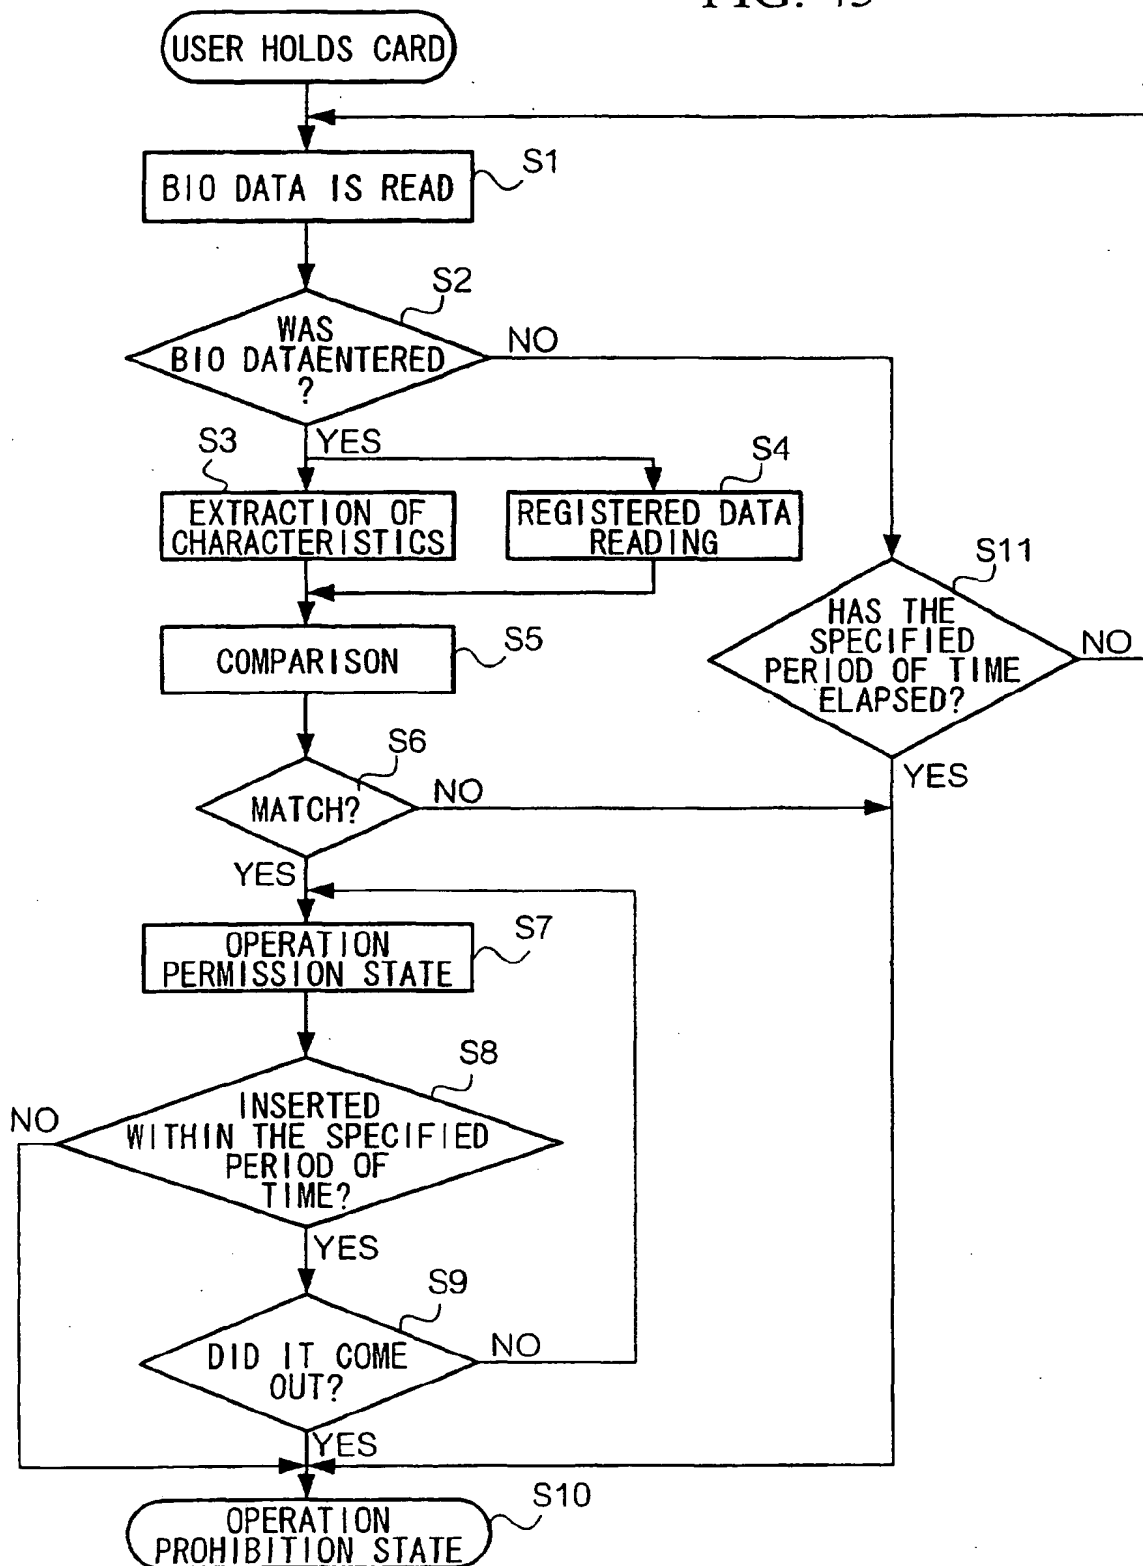 FIG. 43
USER HOLDS CARD
S1
BIO DATA IS READ
S2
WAS
BIO DATAENTERED
?
NO
YES
S3
S4
EXTRACTION OF
CHARACTERISTICS
REGISTERED DATA
READING
S11
HAS THE
SPECIFIED
PERIOD OF TIME
ELAPSED?
NO
YES
S5
COMPARISON
S6
MATCH?
NO
YES
S7
OPERATION
PERMISSION STATE
S8
INSERTED
WITHIN THE SPECIFIED
PERIOD OF
TIME?
NO
YES
S9
DID IT COME
OUT?
NO
YES
S10
OPERATION
PROHIBITION STATE